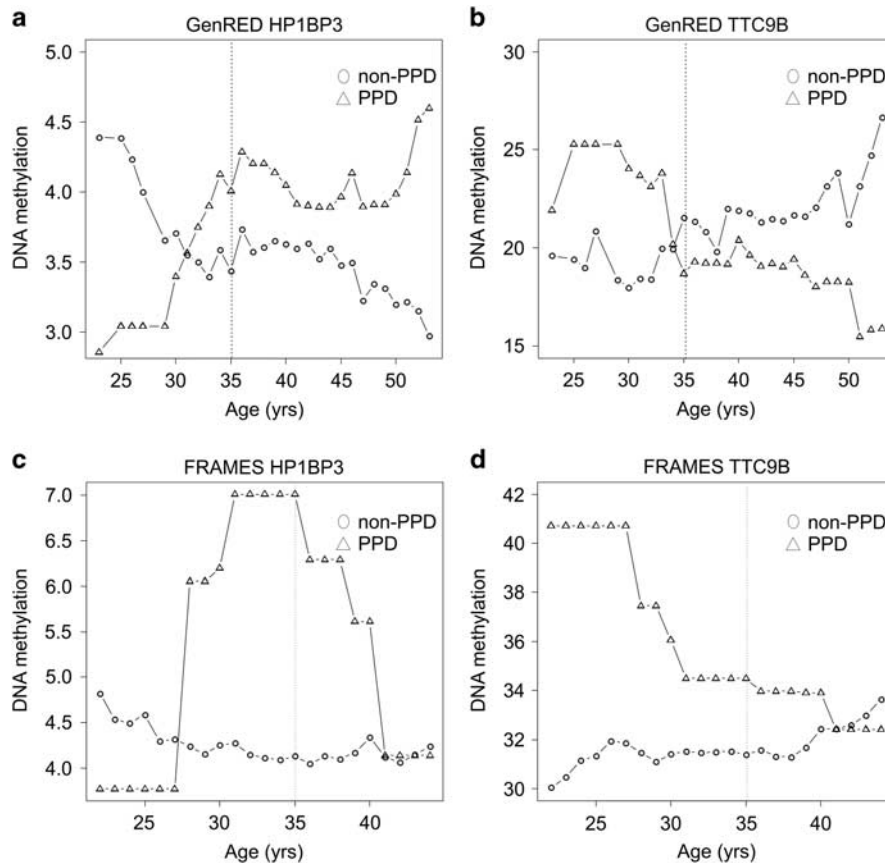 a
GenRED HP1BP3
5.0
4.5
4.0
3.5
3.0
DNA methylation
non-PPD
PPD
25 30 35 40 45 50
Age (yrs)
b
GenRED TTC9B
30
25
20
15
DNA methylation
non-PPD
PPD
25 30 35 40 45 50
Age (yrs)
c
FRAMES HP1BP3
7.0
6.5
6.0
5.5
5.0
4.5
4.0
DNA methylation
non-PPD
PPD
25 30 35 40
Age (yrs)
d
FRAMES TTC9B
42
40
38
36
34
32
30
DNA methylation
non-PPD
PPD
25 30 35 40
Age (yrs)